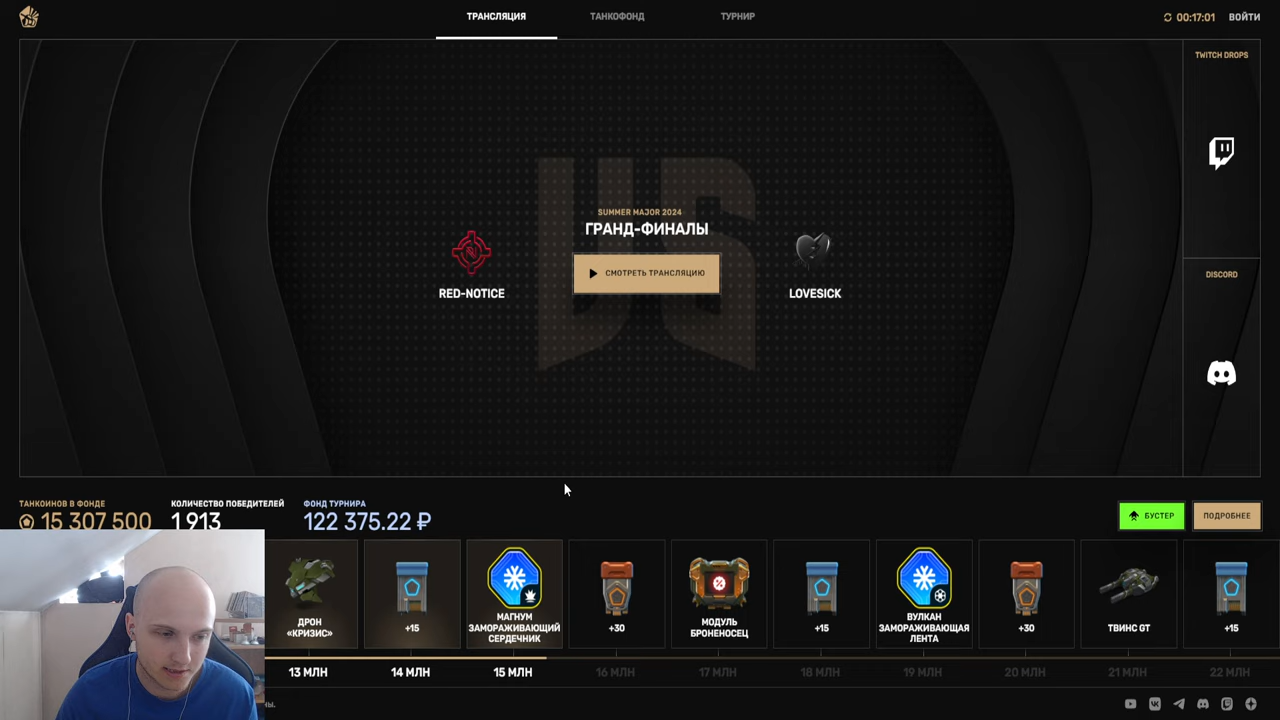 ТРАНСЛЯЦИЯ
ТАНКОФОНД
ТУРНИР
00:17:01
ВОЙТИ
TWITCH DROPS
SUMMER MAJOR 2024
ГРАНД-ФИНАЛЫ
СМОТРЕТЬ ТРАНСЛЯЦИЮ
RED-NOTICE
LOVESICK
DISCORD
ТАНКОИНОВ В ФОНДЕ
15 307 500
КОЛИЧЕСТВО ПОБЕДИТЕЛЕЙ
1 913
ФОНД ТУРНИРА
122 375.22 ₽
БУСТЕР
ПОДРОБНЕЕ
ДРОН
«КРИЗИС»
+15
МАГНУМ
ЗАМОРАЖИВАЮЩИЙ
СЕРДЕЧНИК
+30
МОДУЛЬ
БРОНЕНОСЕЦ
+15
ВУЛКАН
ЗАМОРАЖИВАЮЩАЯ
ЛЕНТА
+30
ТВИНС GT
+15
13 МЛН
14 МЛН
15 МЛН
16 МЛН
17 МЛН
18 МЛН
19 МЛН
20 МЛН
21 МЛН
22 МЛН